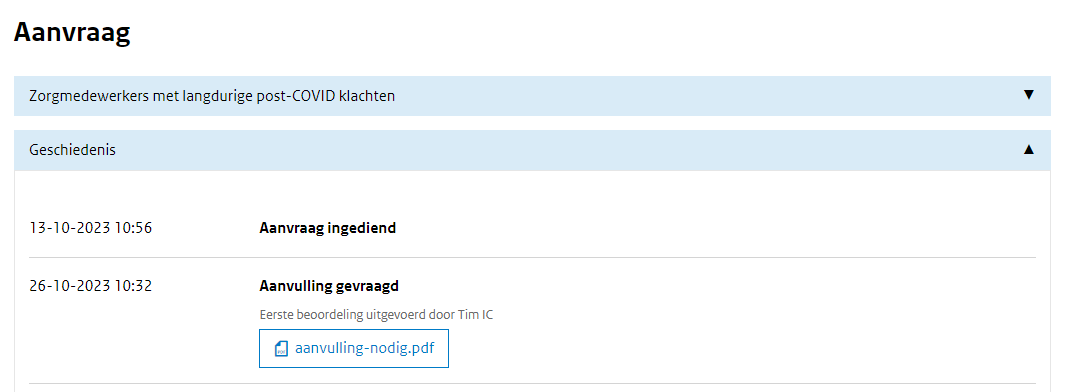 Aanvraag
Zorgmedewerkers met langdurige post-COVID klachten
Geschiedenis
13-10-2023 10:56 Aanvraag ingediend
26-10-2023 10:32 Aanvulling gevraagd
Eerste beoordeling uitgevoerd door Tim IC
aanvulling-nodig.pdf